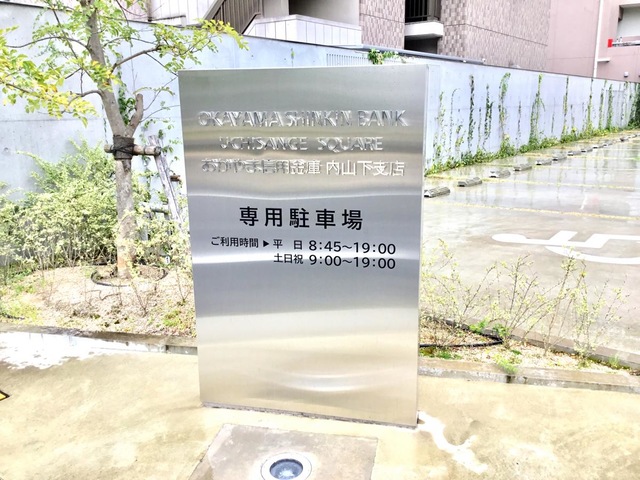 OKAYAMA SHINKIN BANK
UCHISANGE SQUARE
おかやま信用金庫 内山下支店
専用駐車場
ご利用時間 ▶ 平 日 8:45~19:00
土日祝 9:00~19:00